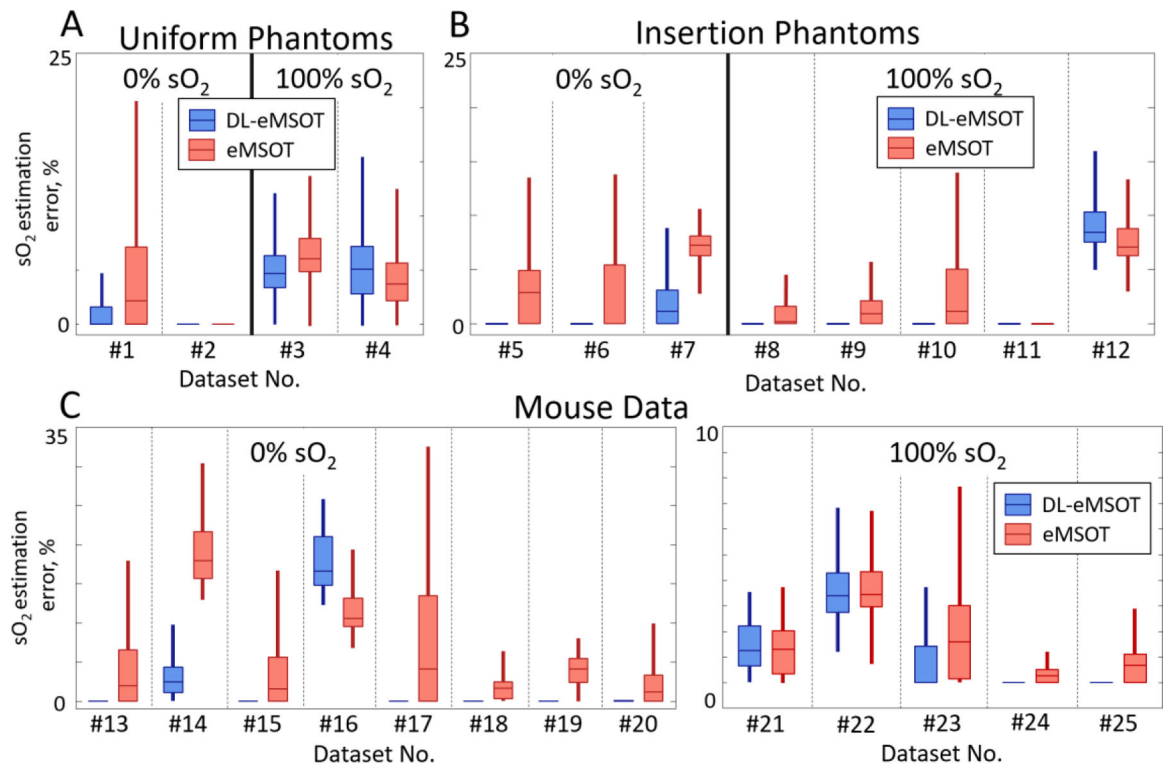 A
Uniform Phantoms
B
Insertion Phantoms
25
0% sO₂
100% sO₂
DL-eMSOT
eMSOT
sO₂ estimation
error, %
0
#1
#2
#3
#4
Dataset No.
25
0% sO₂
100% sO₂
DL-eMSOT
eMSOT
0
#5
#6
#7
#8
#9
#10
#11
#12
Dataset No.
C
Mouse Data
35
0% sO₂
sO₂ estimation
error, %
0
#13
#14
#15
#16
#17
#18
#19
#20
Dataset No.
10
100% sO₂
DL-eMSOT
eMSOT
0
#21
#22
#23
#24
#25
Dataset No.